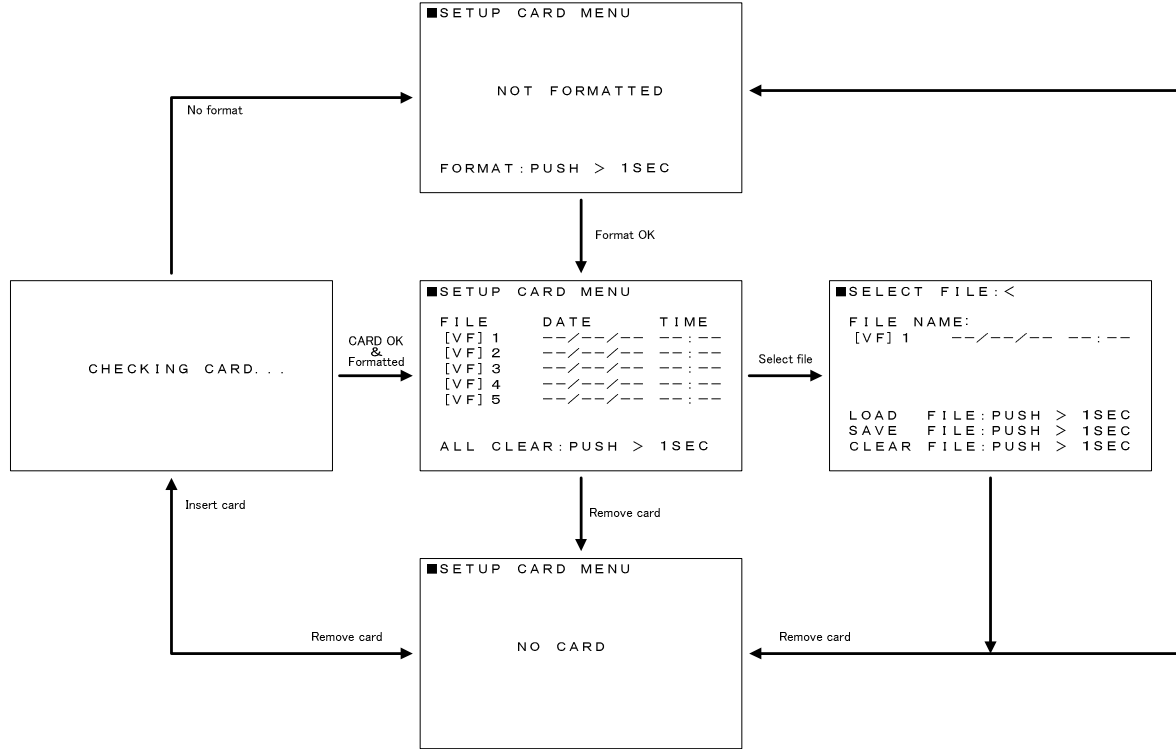 ■SETUP CARD MENU
NOT FORMATTED
FORMAT:PUSH > 1SEC
No format
Format OK
CHECKING CARD...
CARD OK
&
Formatted
■SETUP CARD MENU
FILE DATE TIME
[VF] 1 --/--/-- --:--
[VF] 2 --/--/-- --:--
[VF] 3 --/--/-- --:--
[VF] 4 --/--/-- --:--
[VF] 5 --/--/-- --:--
ALL CLEAR:PUSH > 1SEC
Select file
■SELECT FILE:<
FILE NAME:
[VF] 1 --/--/-- --:--
LOAD FILE:PUSH > 1SEC
SAVE FILE:PUSH > 1SEC
CLEAR FILE:PUSH > 1SEC
Insert card
Remove card
■SETUP CARD MENU
NO CARD
Remove card
Remove card